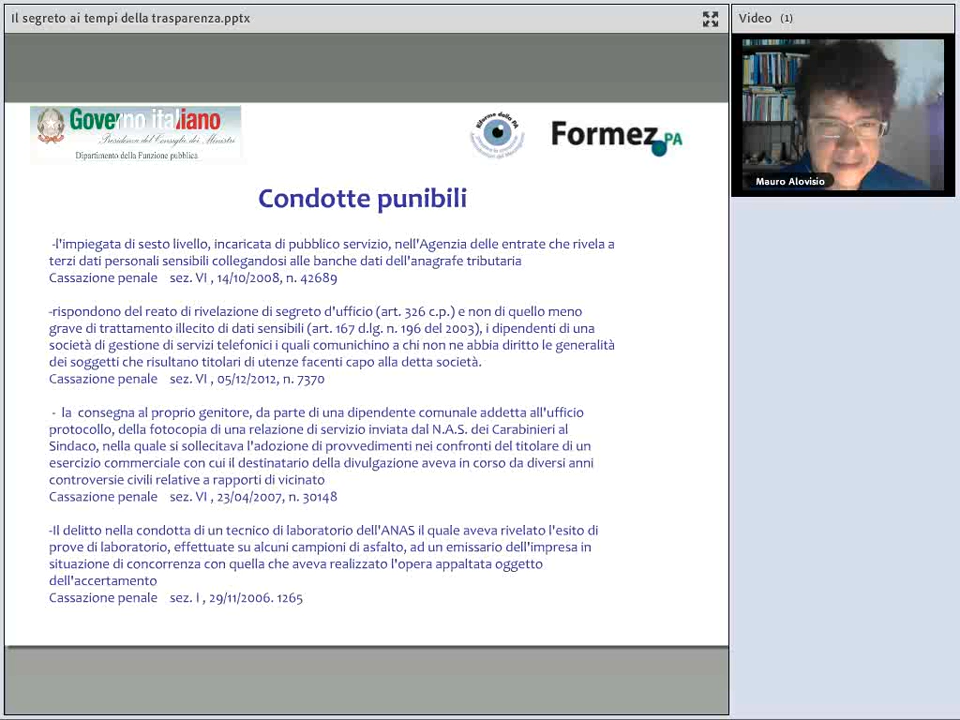 Il segreto ai tempi della trasparenza.pptx
Video (1)
Governo italiano
Presidenza del Consiglio dei Ministri
Dipartimento della Funzione pubblica
Riforma della PA
Formez PA
Mauro Alovisio
Condotte punibili
-l'impiegata di sesto livello, incaricata di pubblico servizio, nell'Agenzia delle entrate che rivela a
terzi dati personali sensibili collegandosi alle banche dati dell'anagrafe tributaria
Cassazione penale sez. VI , 14/10/2008, n. 42689
-rispondono del reato di rivelazione di segreto d'ufficio (art. 326 c.p.) e non di quello meno
grave di trattamento illecito di dati sensibili (art. 167 d.lg. n. 196 del 2003), i dipendenti di una
società di gestione di servizi telefonici i quali comunichino a chi non ne abbia diritto le generalità
dei soggetti che risultano titolari di utenze facenti capo alla detta società.
Cassazione penale sez. VI , 05/12/2012, n. 7370
- la consegna al proprio genitore, da parte di una dipendente comunale addetta all'ufficio
protocollo, della fotocopia di una relazione di servizio inviata dal N.A.S. dei Carabinieri al
Sindaco, nella quale si sollecitava l'adozione di provvedimenti nei confronti del titolare di un
esercizio commerciale con cui il destinatario della divulgazione aveva in corso da diversi anni
controversie civili relative a rapporti di vicinato
Cassazione penale sez. VI , 23/04/2007, n. 30148
-Il delitto nella condotta di un tecnico di laboratorio dell'ANAS il quale aveva rivelato l'esito di
prove di laboratorio, effettuate su alcuni campioni di asfalto, ad un emissario dell'impresa in
situazione di concorrenza con quella che aveva realizzato l'opera appaltata oggetto
dell'accertamento
Cassazione penale sez. I , 29/11/2006. 1265